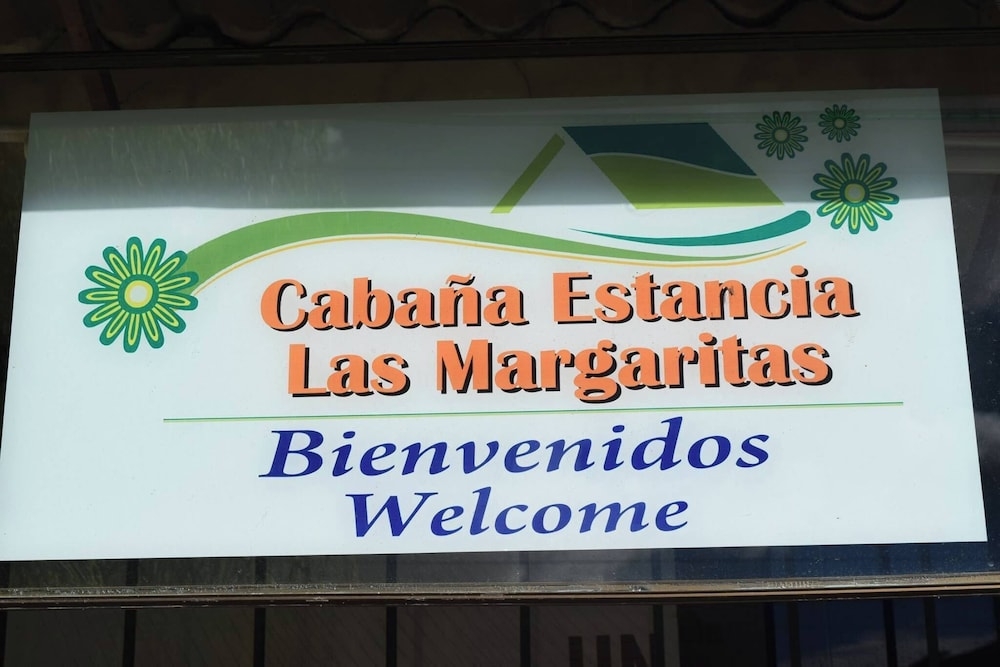 Cabaña Estancia
Las Margaritas
Bienvenidos
Welcome